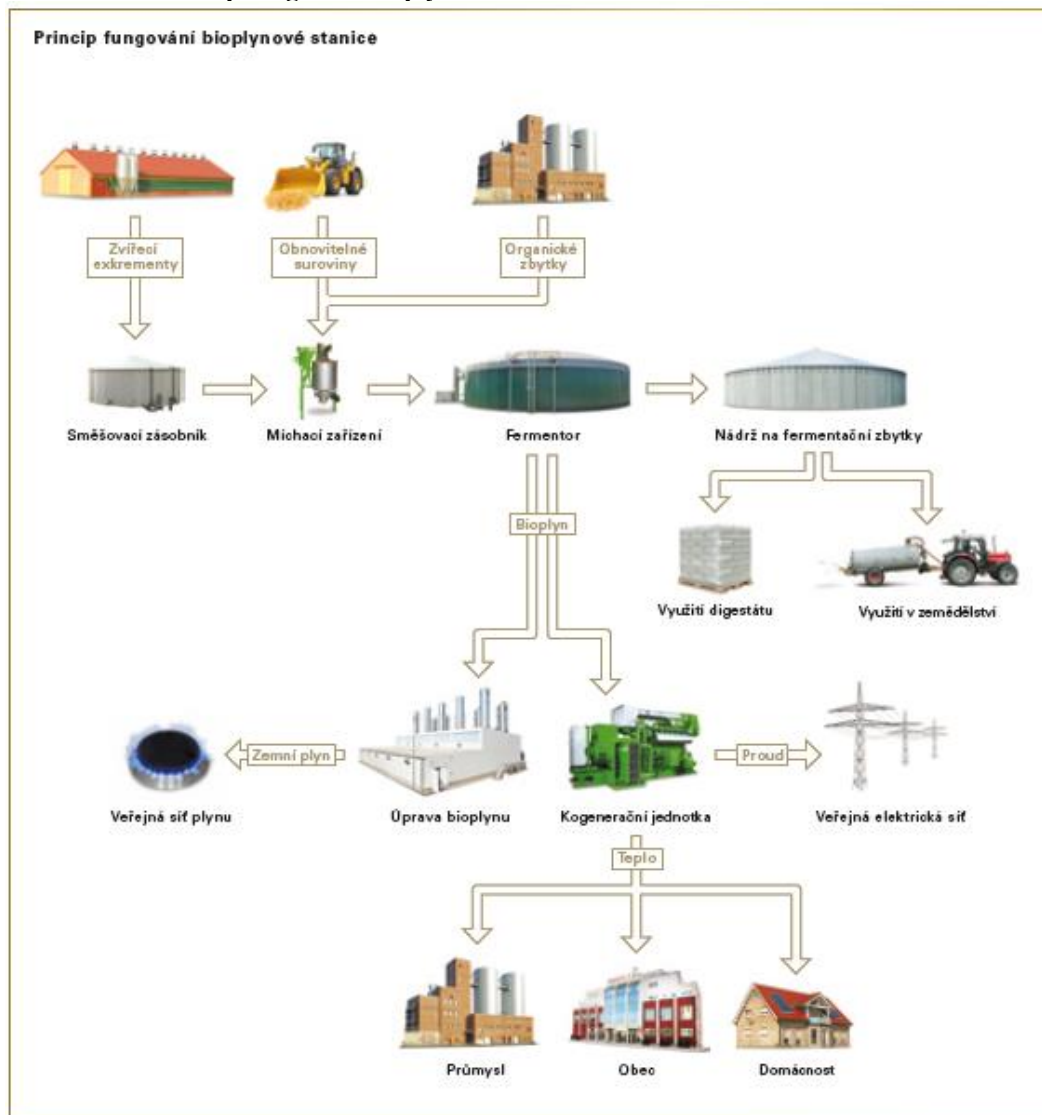 Princip fungování bioplynové stanice
Zvířecí
exkrementy
Obnovitelné
suroviny
Organické
zbytky
Směšovací zásobník
Míchací zařízení
Fermentor
Nádrž na fermentační zbytky
Bioplyn
Využití digestátu
Využití v zemědělství
Zemní plyn
Proud
Veřejná síť plynu
Úprava bioplynu
Kogenerační jednotka
Veřejná elektrická síť
Teplo
Průmysl
Obec
Domácnost